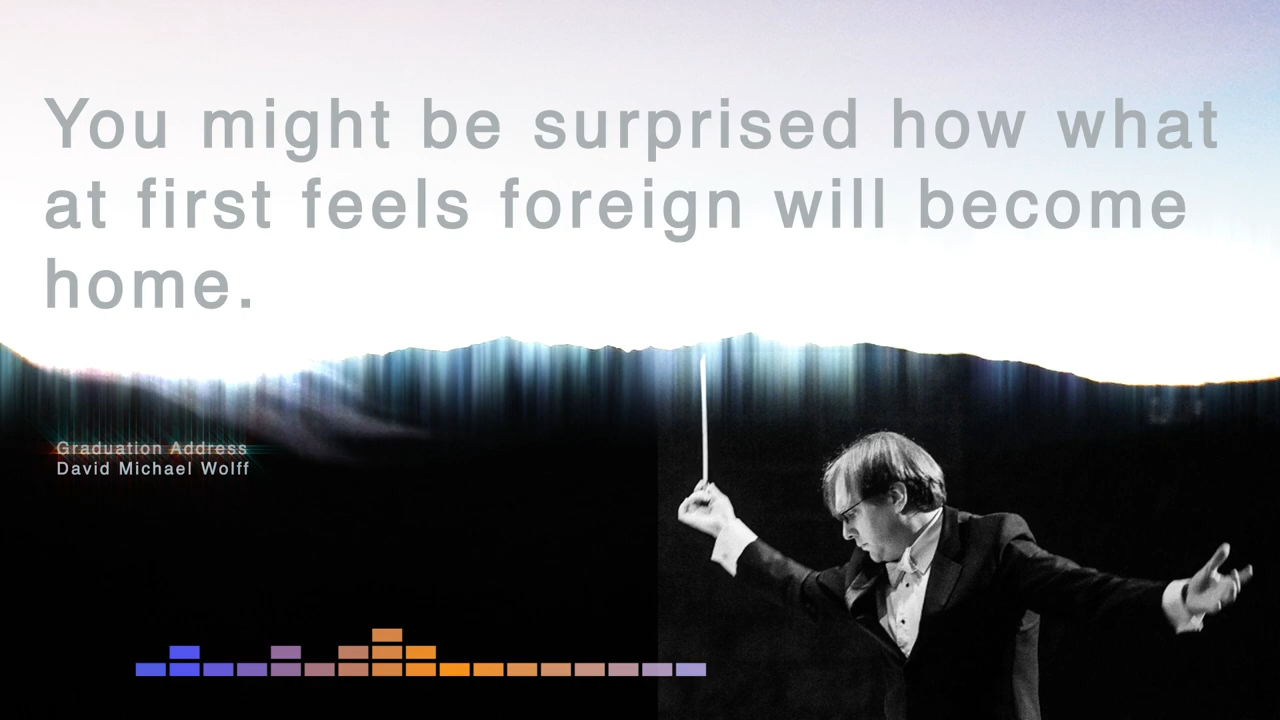 You might be surprised how what
at first feels foreign will become
home.
Graduation Address
David Michael Wolff